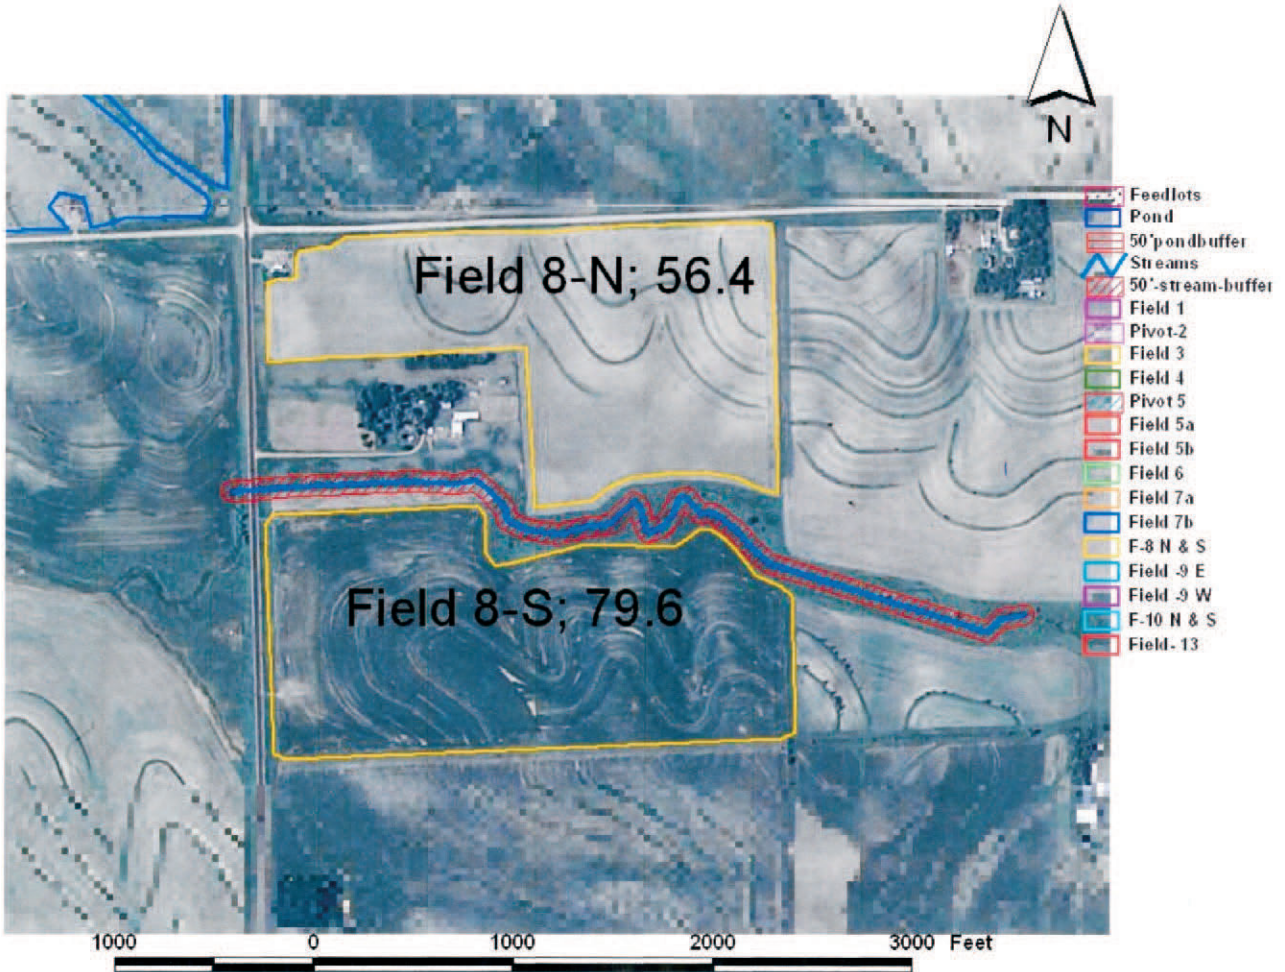 N
Field 8-N; 56.4
Field 8-S; 79.6
Feedlots
Pond
50'pondbuffer
Streams
50'-stream-buffer
Field 1
Pivot-2
Field 3
Field 4
Pivot 5
Field 5a
Field 5b
Field 6
Field 7a
Field 7b
F-8 N & S
Field -9 E
Field -9 W
F-10 N & S
Field- 13
1000 0 1000 2000 3000 Feet